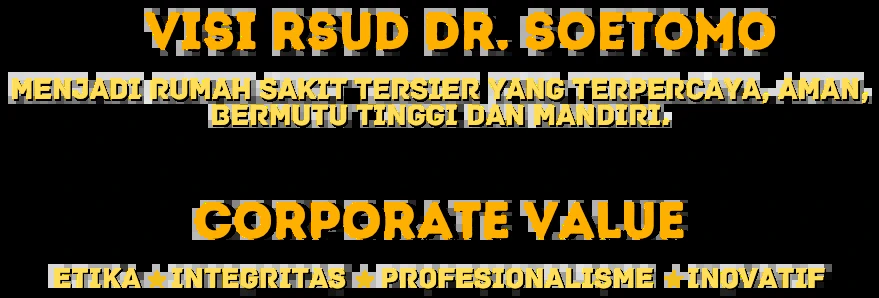 VISI RSUD DR. SOETOMO
MENJADI RUMAH SAKIT TERSIER YANG TERPERCAYA, AMAN,
BERMUTU TINGGI DAN MANDIRI.
CORPORATE VALUE
ETIKA ★ INTEGRITAS ★ PROFESIONALISME ★ INOVATIF